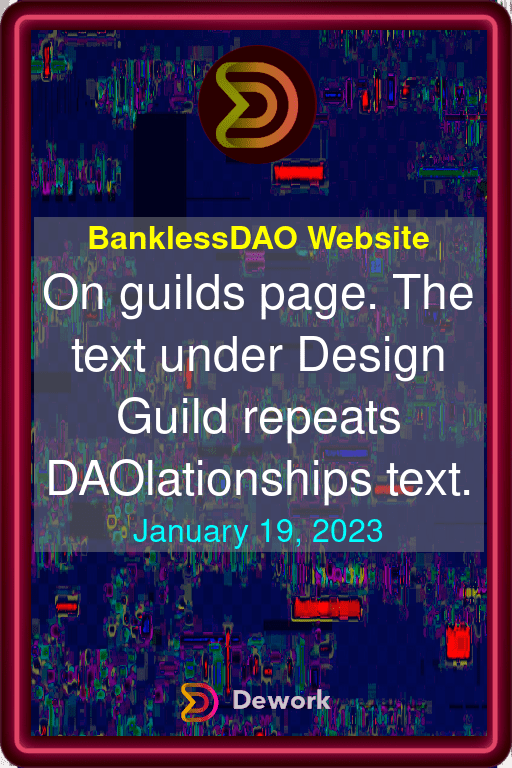 BanklessDAO Website
On guilds page. The
text under Design
Guild repeats
DAOlationships text.
January 19, 2023
Dework